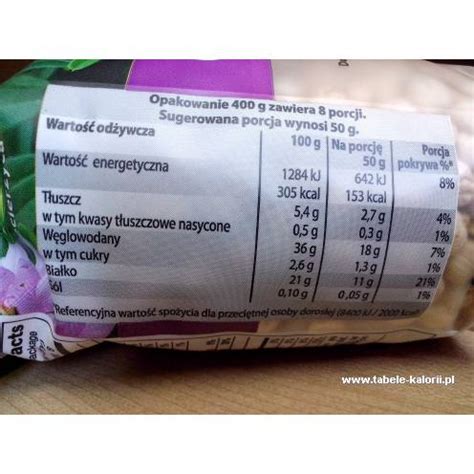 Opakowanie 400 g zawiera 8 porcji.
Sugerowana porcja wynosi 50 g.
Wartość odżywcza 100 g Na porcję 50 g Porcja pokrywa %*
Wartość energetyczna 1284 kJ 642 kJ 8%
305 kcal 153 kcal
Tłuszcz 5,4 g 2,7 g 4%
w tym kwasy tłuszczowe nasycone 0,5 g 0,3 g 1%
Węglowodany 36 g 18 g 7%
w tym cukry 2,6 g 1,3 g 1%
Białko 21 g 11 g 21%
Sól 0,10 g 0,05 g 1%
*Referencyjna wartość spożycia dla przeciętnej osoby dorosłej (8400 kJ / 2000 kcal)
acts
package
www.tabele-kalorii.pl